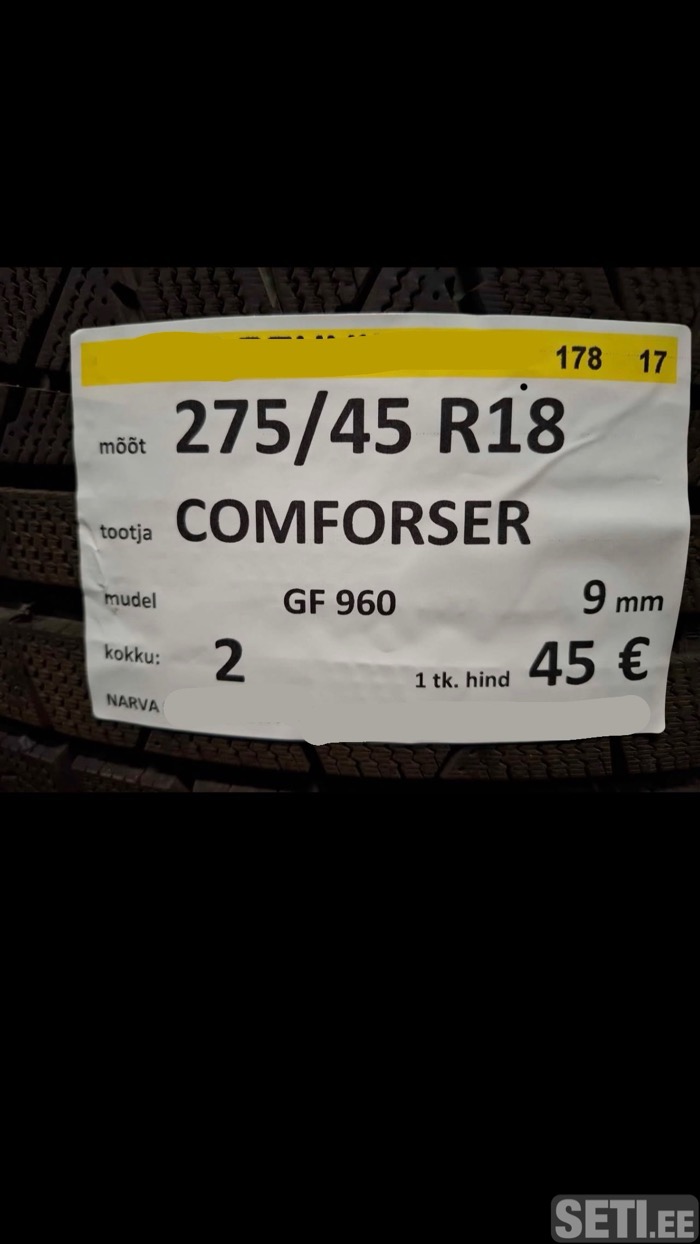 178 17
mõõt 275/45 R18
tootja COMFORSER
mudel GF 960 9 mm
kokku: 2 1 tk. hind 45 €
NARVA
SETI.EE